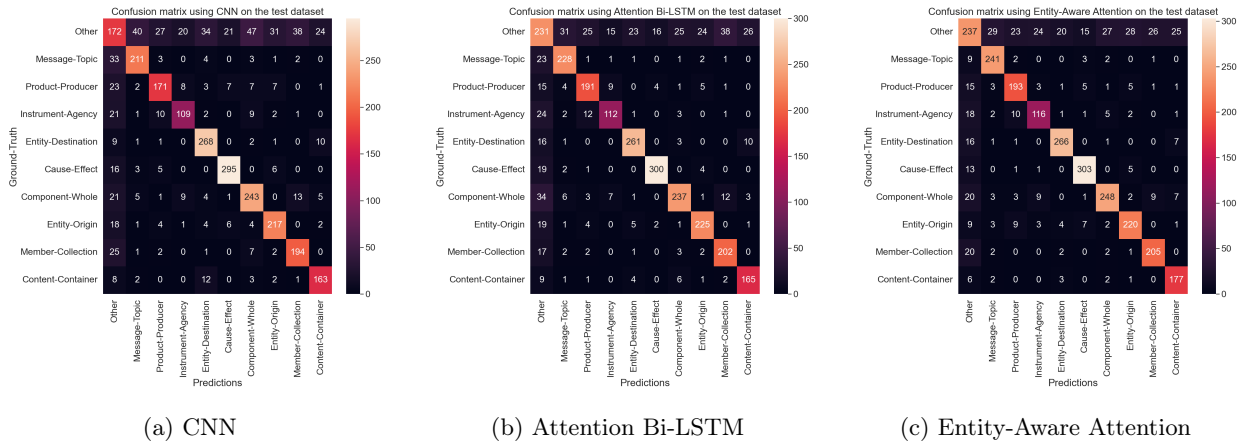 Confusion matrix using CNN on the test dataset
Other 172 40 27 20 34 21 47 31 38 24
Message-Topic 33 211 3 0 4 0 3 1 2 0
Product-Producer 23 2 171 8 3 7 7 7 0 1
Instrument-Agency 21 1 10 109 2 0 9 2 1 0
Entity-Destination 9 1 1 0 268 0 2 1 0 10
Cause-Effect 16 3 5 0 0 295 4 1 0 0
Component-Whole 21 5 1 9 4 1 243 0 13 5
Entity-Origin 18 1 4 1 4 6 4 217 0 2
Member-Collection 25 1 2 0 1 0 7 2 194 0
Content-Container 8 2 1 0 12 0 3 2 1 163
Ground-Truth
Other
Message-Topic
Product-Producer
Instrument-Agency
Entity-Destination
Cause-Effect
Component-Whole
Entity-Origin
Member-Collection
Content-Container
Predictions
250
200
150
100
50
0
(a) CNN
Confusion matrix using Attention Bi-LSTM on the test dataset
Other 231 31 25 15 23 16 25 24 38 26
Message-Topic 23 228 2 0 1 0 3 0 0 0
Product-Producer 15 4 191 9 0 4 1 5 1 1
Instrument-Agency 24 2 12 112 1 0 2 2 0 0
Entity-Destination 16 1 1 0 261 0 2 1 0 10
Cause-Effect 19 2 2 1 0 300 0 4 0 0
Component-Whole 34 6 3 7 1 1 237 1 12 3
Entity-Origin 19 1 4 0 5 2 1 225 1 0
Member-Collection 17 2 2 0 1 0 6 2 202 0
Content-Container 9 1 1 0 4 0 6 5 1 165
Ground-Truth
Other
Message-Topic
Product-Producer
Instrument-Agency
Entity-Destination
Cause-Effect
Component-Whole
Entity-Origin
Member-Collection
Content-Container
Predictions
300
250
200
150
100
50
0
(b) Attention Bi-LSTM
Confusion matrix using Entity-Aware Attention on the test dataset
Other 237 29 23 24 20 15 27 28 26 25
Message-Topic 9 241 2 0 2 3 2 0 2 0
Product-Producer 15 3 193 5 1 5 4 5 1 0
Instrument-Agency 18 2 10 116 1 1 5 2 0 1
Entity-Destination 16 1 1 0 266 0 1 0 0 7
Cause-Effect 13 0 1 0 2 303 0 5 0 0
Component-Whole 20 3 3 9 1 0 248 5 9 7
Entity-Origin 9 3 9 3 4 7 2 220 0 1
Member-Collection 20 1 0 0 0 0 5 1 205 0
Content-Container 6 2 0 0 3 0 2 2 0 177
Ground-Truth
Other
Message-Topic
Product-Producer
Instrument-Agency
Entity-Destination
Cause-Effect
Component-Whole
Entity-Origin
Member-Collection
Content-Container
Predictions
300
250
200
150
100
50
0
(c) Entity-Aware Attention